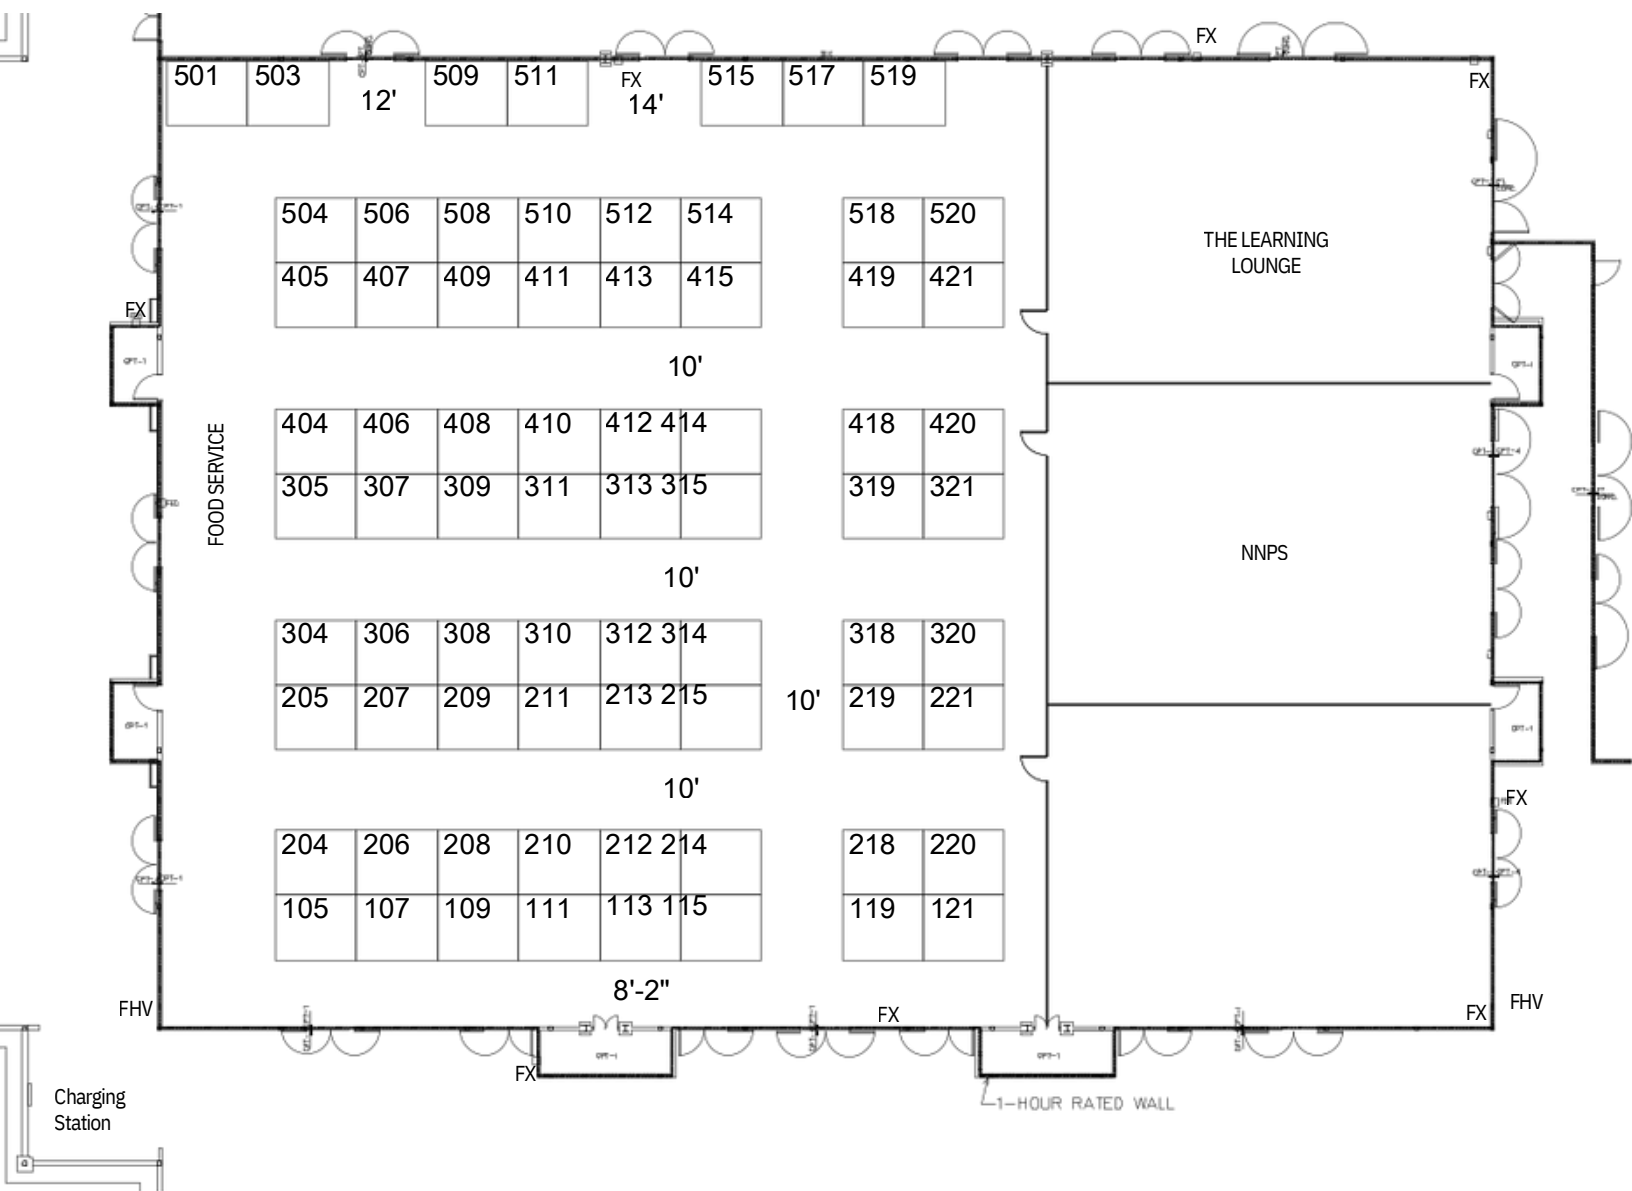 FX
501 503 509 511 515 517 519
FX
FX
12' 14'
504 506 508 510 512 514 518 520
THE LEARNING
LOUNGE
405 407 409 411 413 415 419 421
FX
10'
404 406 408 410 412 414 418 420
FOOD SERVICE
305 307 309 311 313 315 319 321
NNPS
10'
304 306 308 310 312 314 318 320
205 207 209 211 213 215 219 221
10'
10'
FX
204 206 208 210 212 214 218 220
105 107 109 111 113 115 119 121
8'-2"
FHV
FX
FX
FHV
FX
1-HOUR RATED WALL
Charging
Station